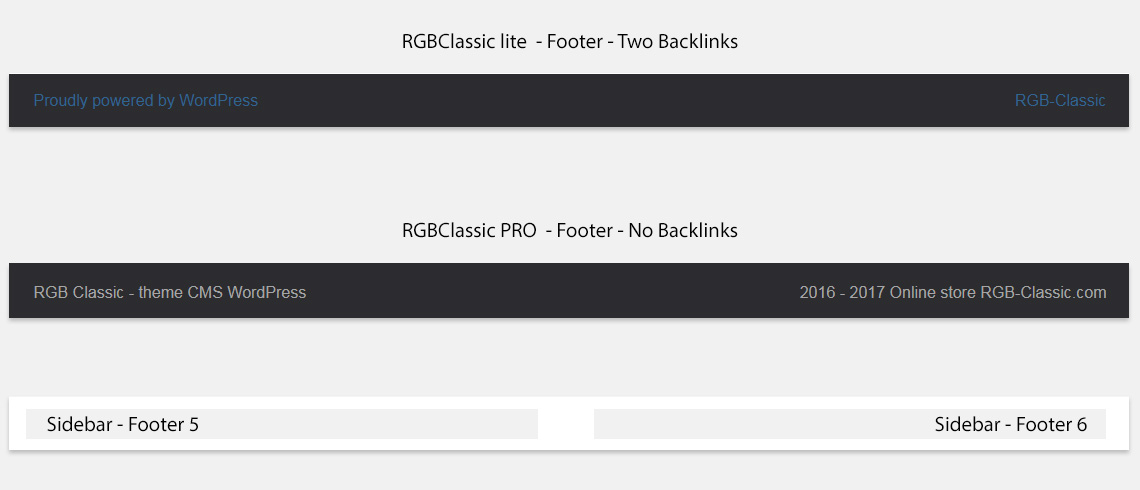 RGBClassic lite - Footer - Two Backlinks
Proudly powered by WordPress RGB-Classic
RGBClassic PRO - Footer - No Backlinks
RGB Classic - theme CMS WordPress 2016 - 2017 Online store RGB-Classic.com
Sidebar - Footer 5 Sidebar - Footer 6